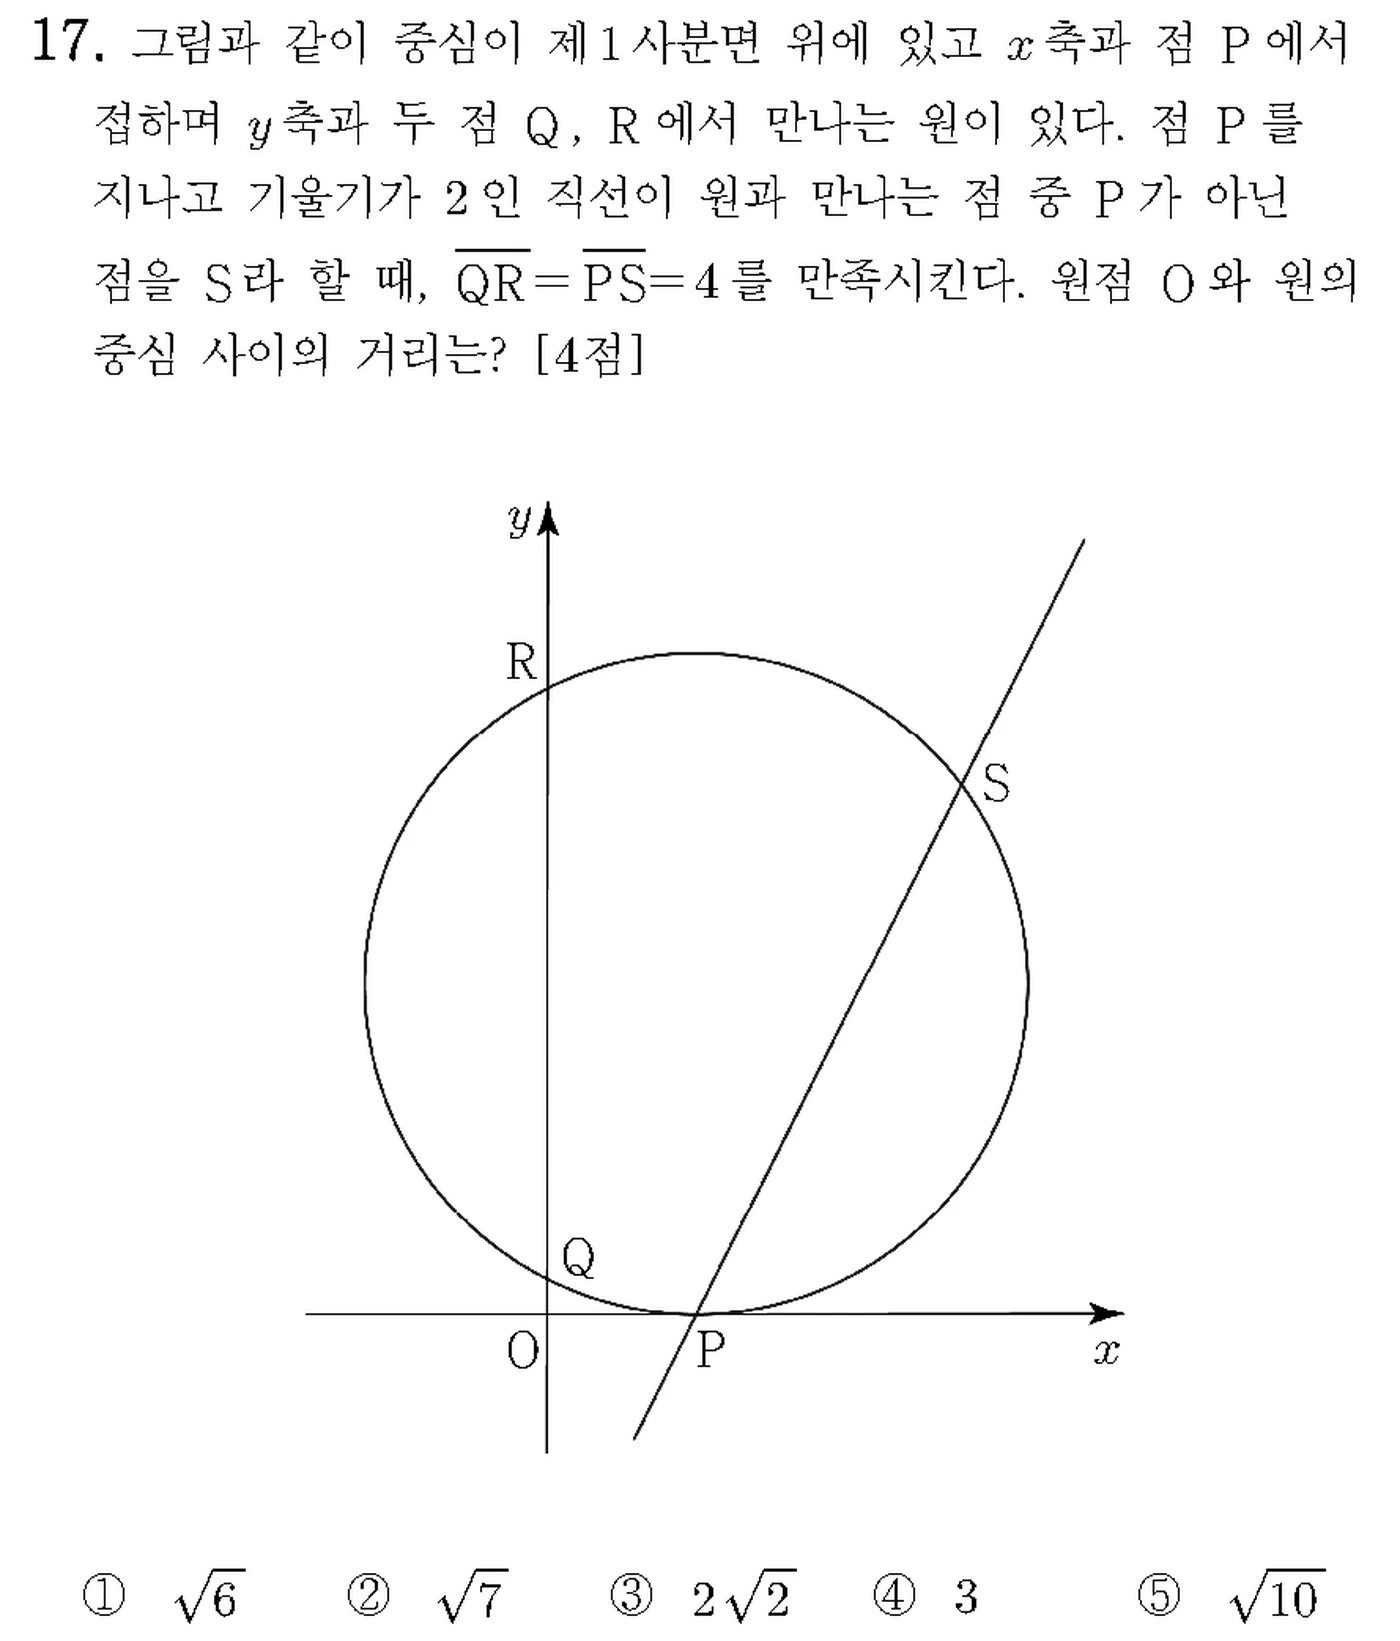 17. 그림과 같이 중심이 제1사분면 위에 있고 x축과 점 P에서
접하며 y축과 두 점 Q, R에서 만나는 원이 있다. 점 P를
지나고 기울기가 2인 직선이 원과 만나는 점 중 P가 아닌
점을 S라 할 때, \overline{QR}=\overline{PS}=4를 만족시킨다. 원점 O와 원의
중심 사이의 거리는? [4점]
y
R
S
Q
O
P
x
① √6 ② √7 ③ 2√2 ④ 3 ⑤ √10